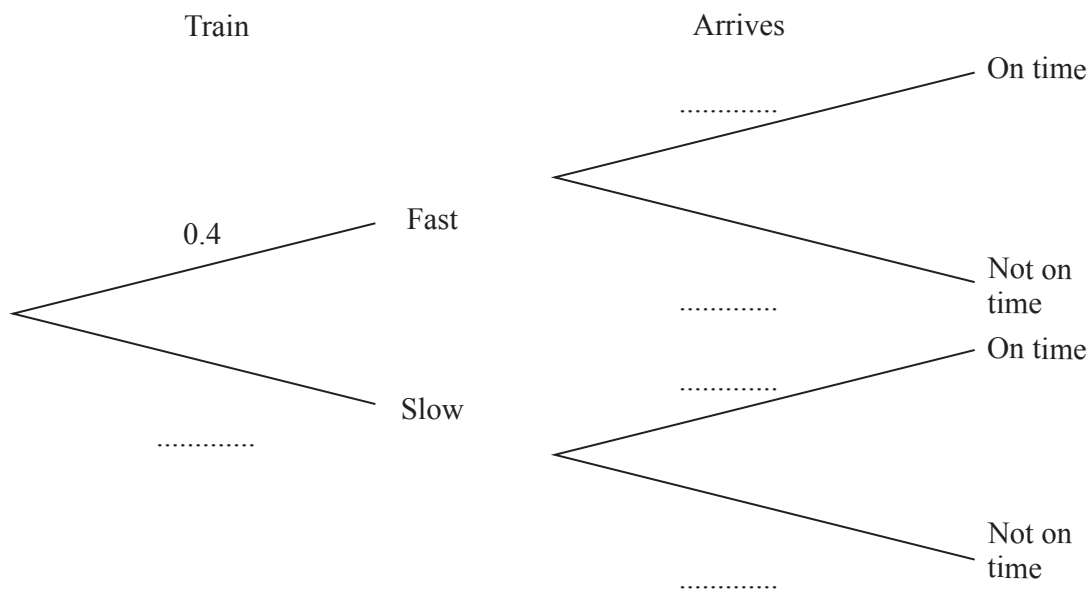 Train
Arrives
On time
.............
0.4
Fast
Not on
time
.............
On time
.............
Slow
.............
Not on
time
.............